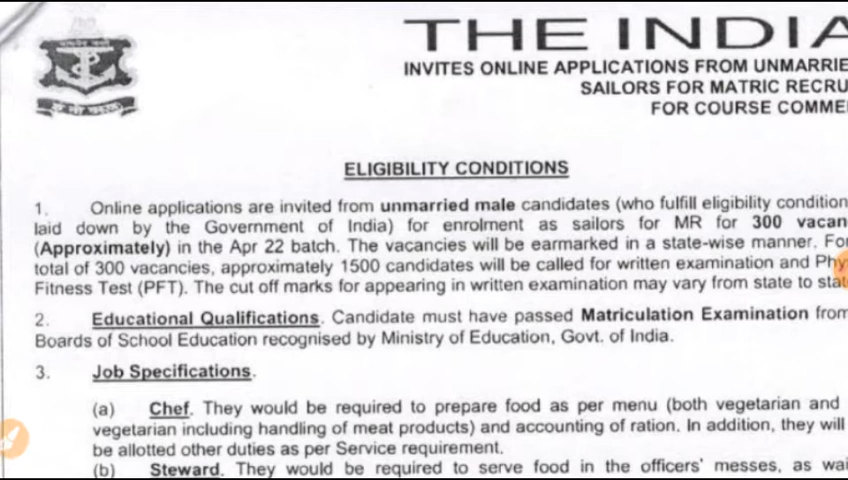 THE INDIA
INVITES ONLINE APPLICATIONS FROM UNMARRIE
SAILORS FOR MATRIC RECRU
FOR COURSE COMME
ELIGIBILITY CONDITIONS
1. Online applications are invited from unmarried male candidates (who fulfill eligibility condition
laid down by the Government of India) for enrolment as sailors for MR for 300 vacan
(Approximately) in the Apr 22 batch. The vacancies will be earmarked in a state-wise manner. For
total of 300 vacancies, approximately 1500 candidates will be called for written examination and Phy
Fitness Test (PFT). The cut off marks for appearing in written examination may vary from state to stat
2. Educational Qualifications. Candidate must have passed Matriculation Examination from
Boards of School Education recognised by Ministry of Education, Govt. of India.
3. Job Specifications.
(a) Chef. They would be required to prepare food as per menu (both vegetarian and
vegetarian including handling of meat products) and accounting of ration. In addition, they will
be allotted other duties as per Service requirement.
(b) Steward. They would be required to serve food in the officers' messes, as wai